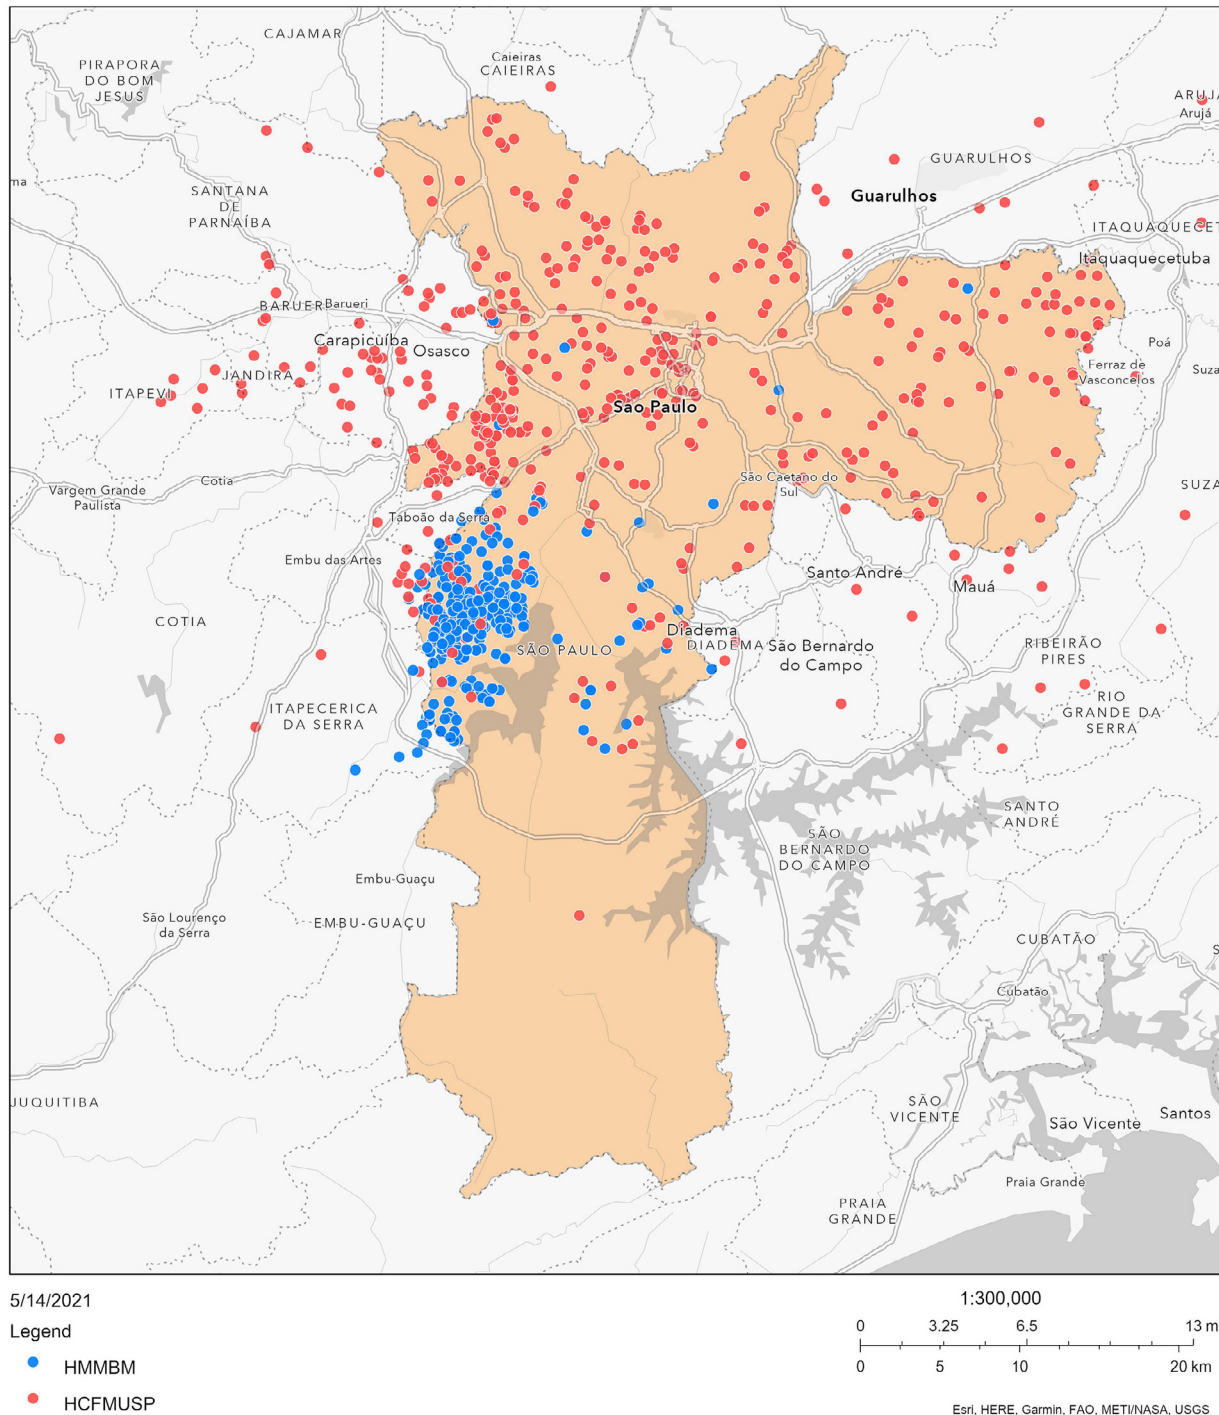 CAJAMAR
Caieiras
CAIEIRAS
PIRAPORA
DO BOM
JESUS
ARUJÁ
Arujá
GUARULHOS
ma
SANTANA
DE
PARNAÍBA
Guarulhos
ITAQUAQUECET
Itaquaquecetuba
BARUERI
Barueri
Carapicuíba
Osasco
Poá
JANDIRA
Ferraz de
Vasconcelos
Suza
ITAPEVI
Sao Paulo
Cotia
São Caetano do
Sul
Vargem Grande
Paulista
SUZA
Taboão da Serra
Embu das Artes
Santo André
Mauá
COTIA
Diadema
DIADEMA
SÃO PAULO
São Bernardo
do Campo
RIBEIRÃO
PIRES
ITAPECERICA
DA SERRA
RIO
GRANDE DA
SERRA
SANTO
ANDRÉ
SÃO
BERNARDO
DO CAMPO
Embu-Guaçu
EMBU-GUAÇU
São Lourenço
da Serra
CUBATÃO
S
Cubatão
JUQUITIBA
SÃO
VICENTE
São Vicente
Santos
Praia Grande
PRAIA
GRANDE
5/14/2021
1:300,000
Legend
0 3.25 6.5 13 m
HMMBM
0 5 10 20 km
HCFMUSP
Esri, HERE, Garmin, FAO, METI/NASA, USGS